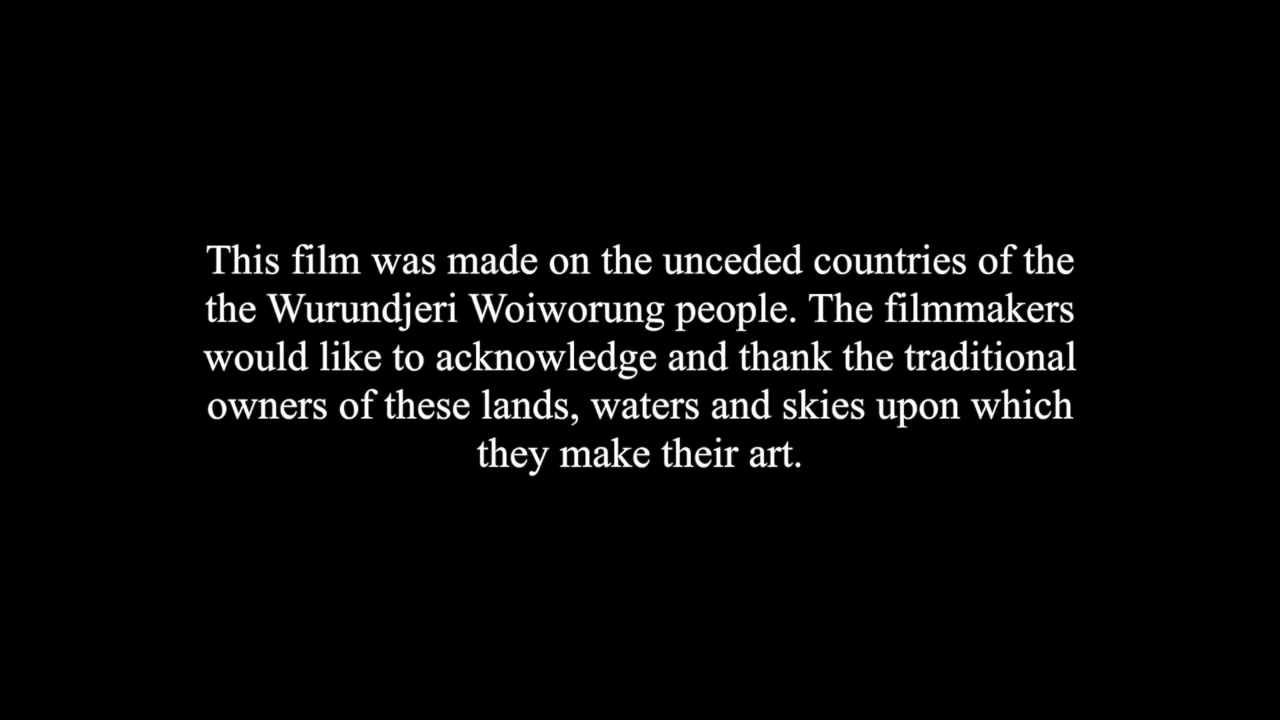 This film was made on the unceded countries of the
the Wurundjeri Woiworung people. The filmmakers
would like to acknowledge and thank the traditional
owners of these lands, waters and skies upon which
they make their art.